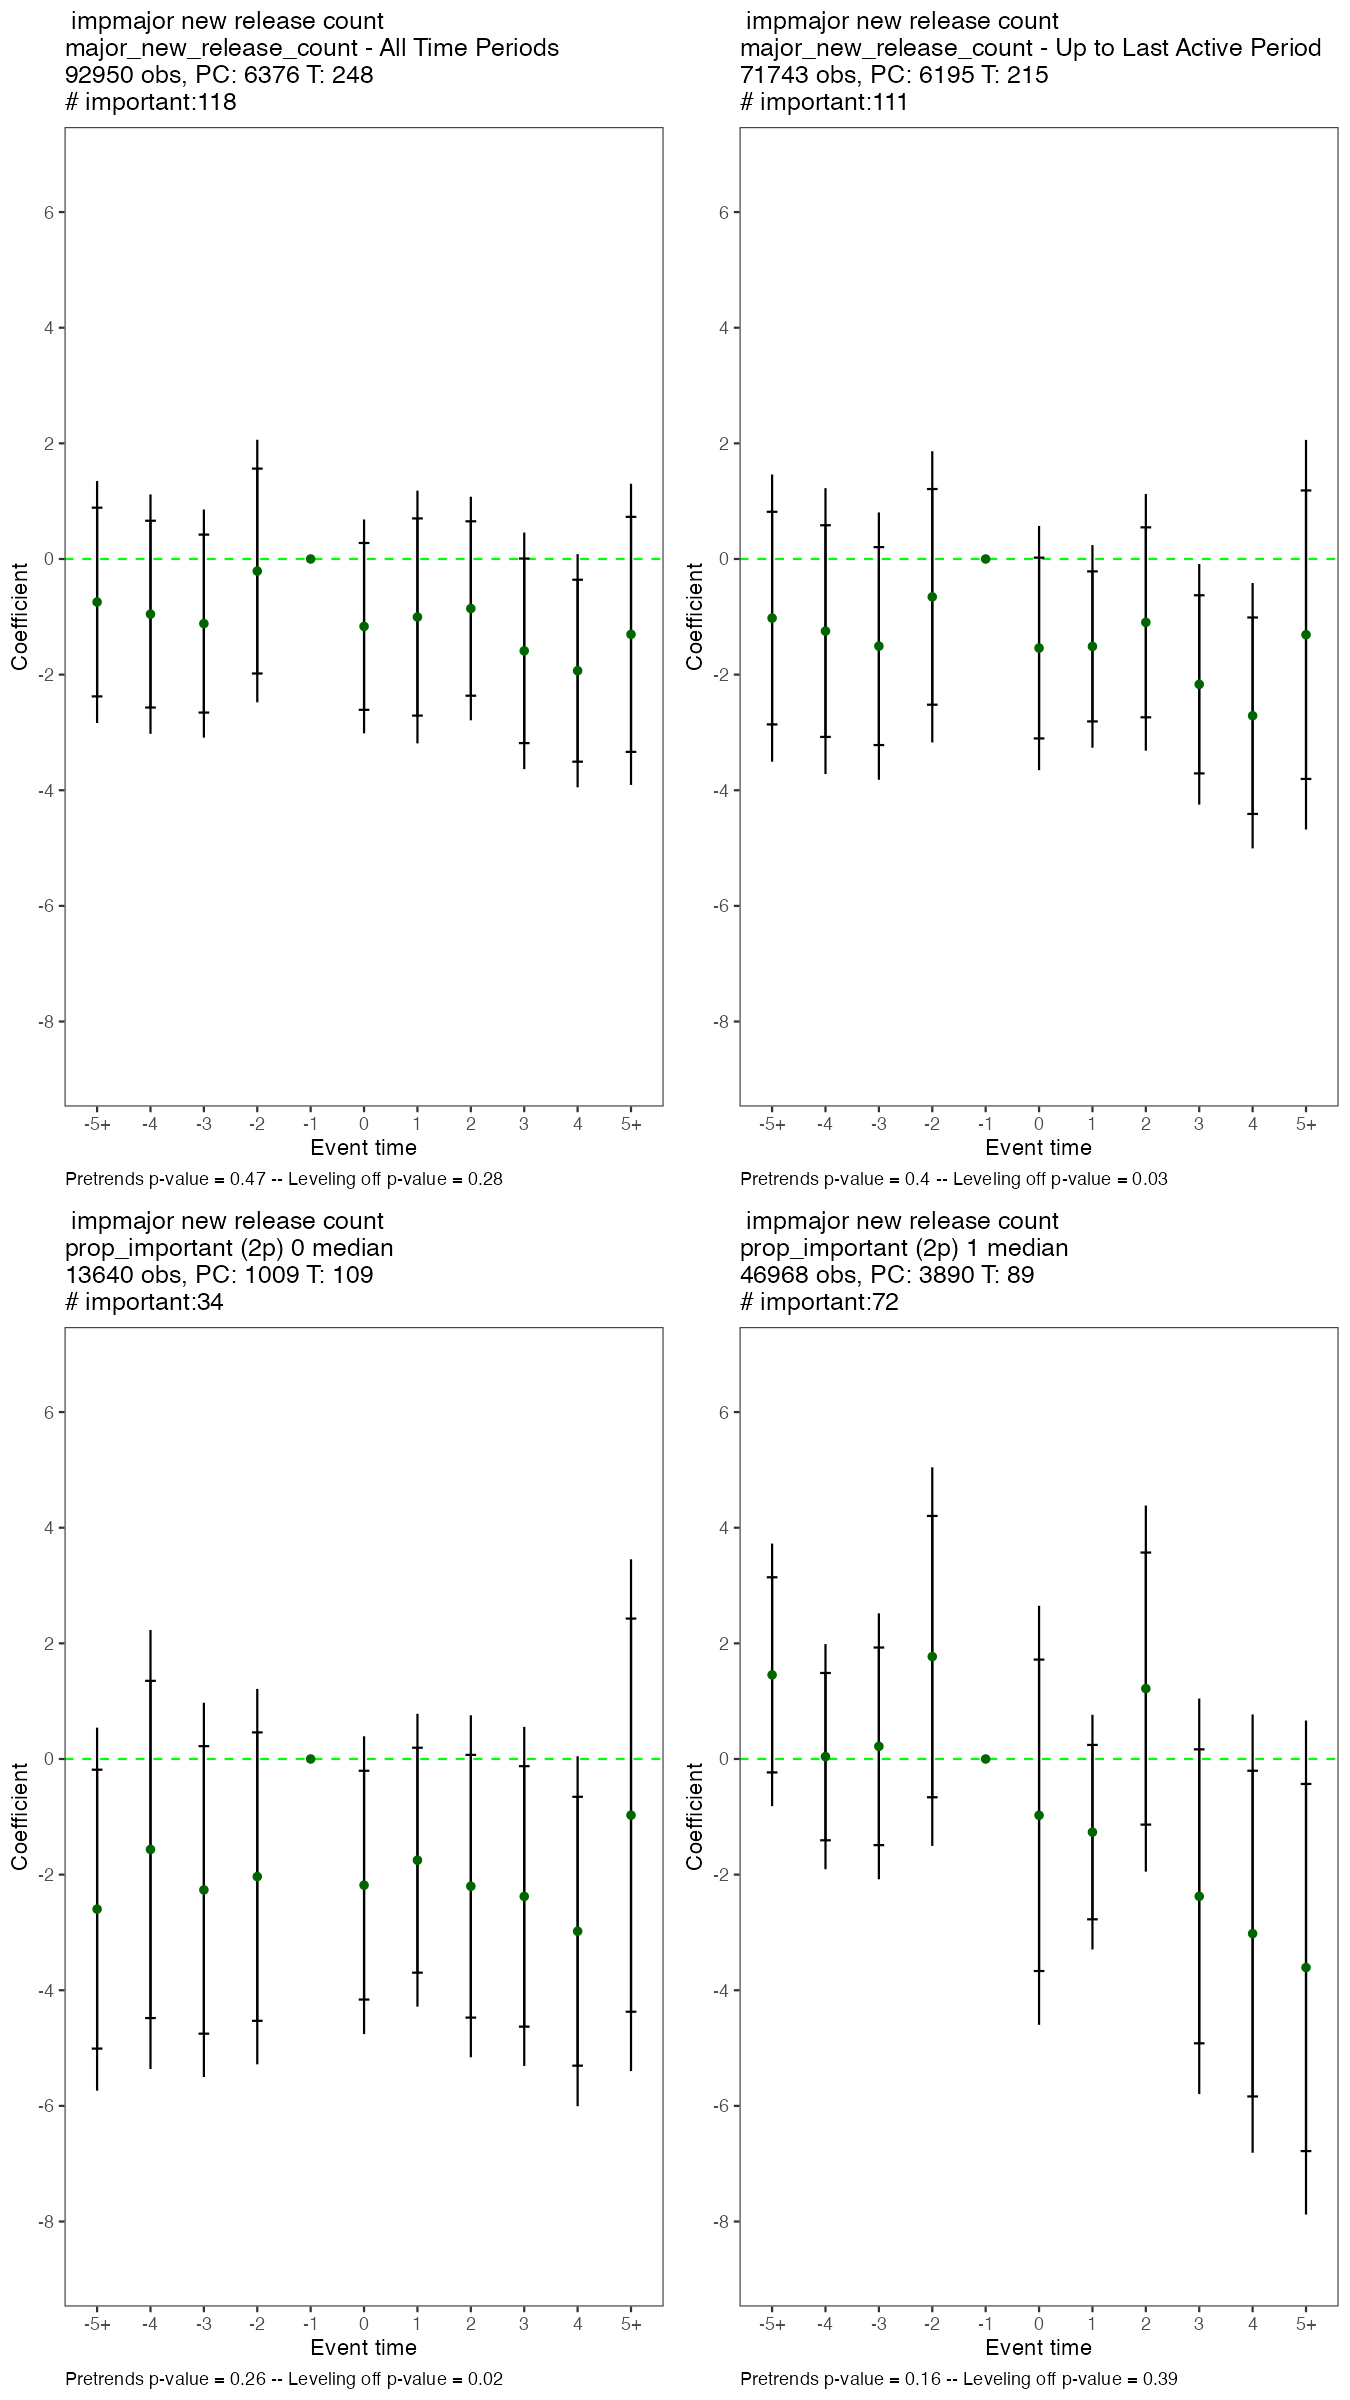 impmajor new release count
major_new_release_count - All Time Periods
92950 obs, PC: 6376 T: 248
# important:118
6
4
2
0
-2
-4
-6
-8
Coefficient
-5+ -4 -3 -2 -1 0 1 2 3 4 5+
Event time
Pretrends p-value = 0.47 -- Leveling off p-value = 0.28
impmajor new release count
major_new_release_count - Up to Last Active Period
71743 obs, PC: 6195 T: 215
# important:111
6
4
2
0
-2
-4
-6
-8
Coefficient
-5+ -4 -3 -2 -1 0 1 2 3 4 5+
Event time
Pretrends p-value = 0.4 -- Leveling off p-value = 0.03
impmajor new release count
prop_important (2p) 0 median
13640 obs, PC: 1009 T: 109
# important:34
6
4
2
0
-2
-4
-6
-8
Coefficient
-5+ -4 -3 -2 -1 0 1 2 3 4 5+
Event time
Pretrends p-value = 0.26 -- Leveling off p-value = 0.02
impmajor new release count
prop_important (2p) 1 median
46968 obs, PC: 3890 T: 89
# important:72
6
4
2
0
-2
-4
-6
-8
Coefficient
-5+ -4 -3 -2 -1 0 1 2 3 4 5+
Event time
Pretrends p-value = 0.16 -- Leveling off p-value = 0.39